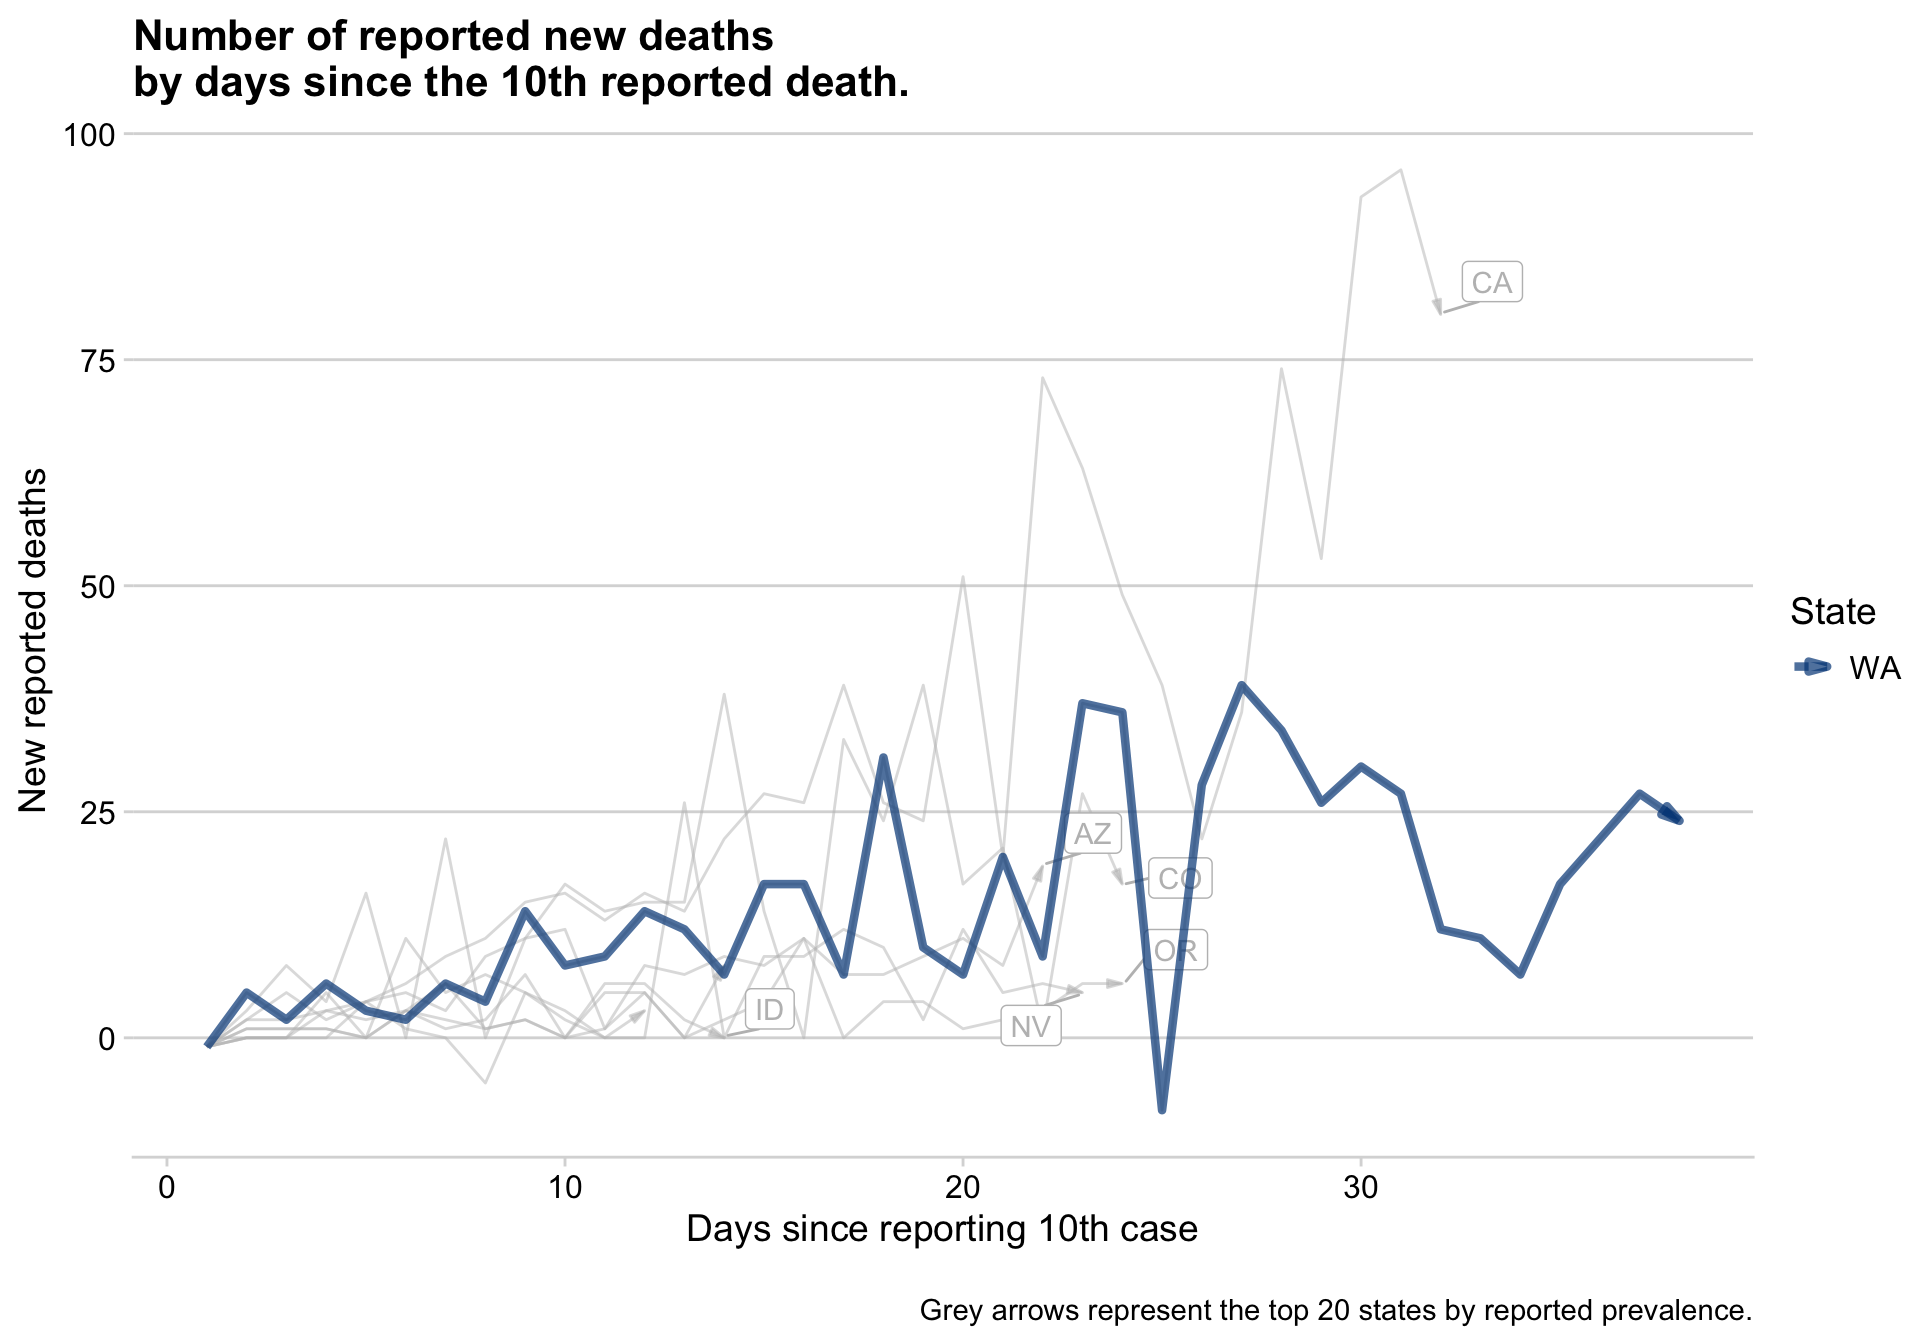 Number of reported new deaths
by days since the 10th reported death.
100
75
50
25
0
New reported deaths
CA
AZ
CO
OR
ID
NV
State
WA
0 10 20 30
Days since reporting 10th case
Grey arrows represent the top 20 states by reported prevalence.